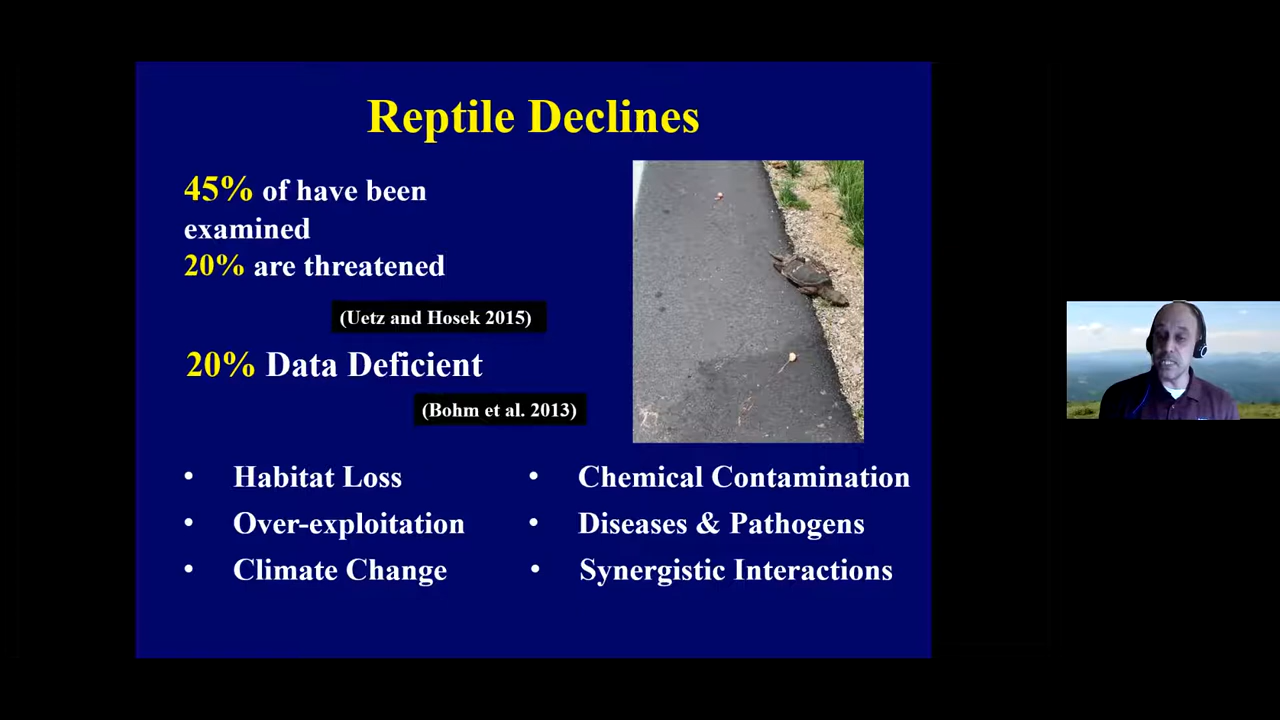 Reptile Declines
45% of have been
examined
20% are threatened
(Uetz and Hosek 2015)
20% Data Deficient
(Bohm et al. 2013)
• Habitat Loss
• Over-exploitation
• Climate Change
• Chemical Contamination
• Diseases & Pathogens
• Synergistic Interactions